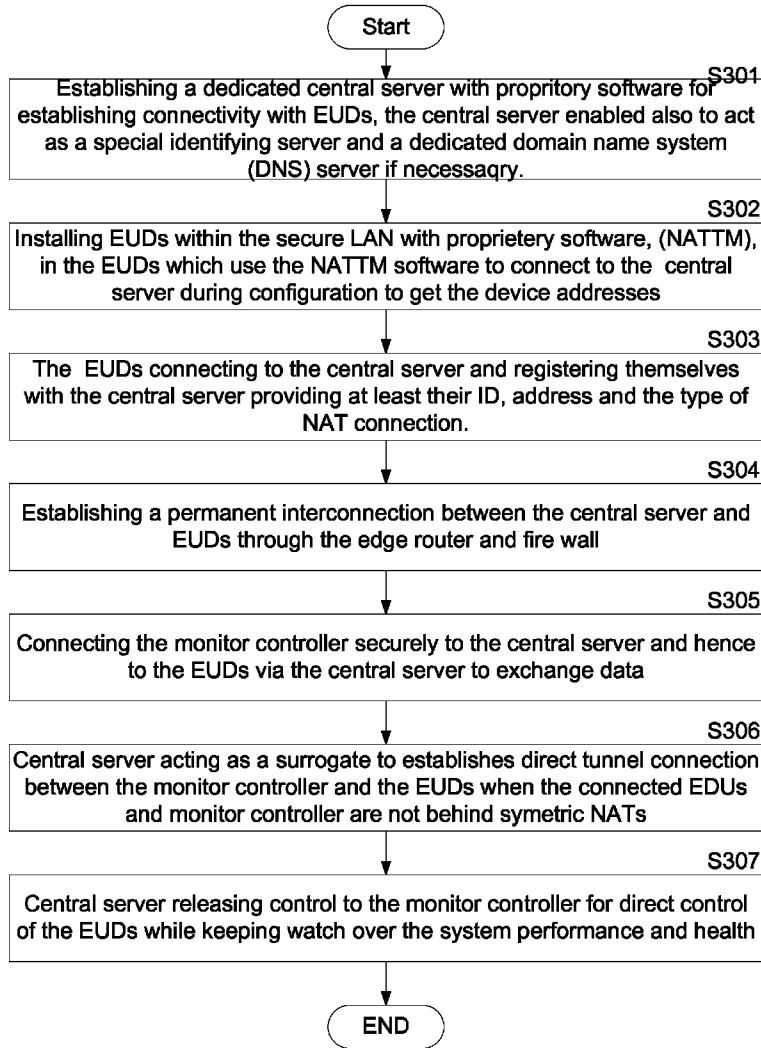 Start
S301
Establishing a dedicated central server with propritory software for
establishing connectivity with EUDs, the central server enabled also to act
as a special identifying server and a dedicated domain name system
(DNS) server if necessaqry.
S302
Installing EUDs within the secure LAN with proprietery software, (NATTM),
in the EUDs which use the NATTM software to connect to the central
server during configuration to get the device addresses
S303
The EUDs connecting to the central server and registering themselves
with the central server providing at least their ID, address and the type of
NAT connection.
S304
Establishing a permanent interconnection between the central server and
EUDs through the edge router and fire wall
S305
Connecting the monitor controller securely to the central server and hence
to the EUDs via the central server to exchange data
S306
Central server acting as a surrogate to establishes direct tunnel connection
between the monitor controller and the EUDs when the connected EDUs
and monitor controller are not behind symetric NATs
S307
Central server releasing control to the monitor controller for direct control
of the EUDs while keeping watch over the system performance and health
END